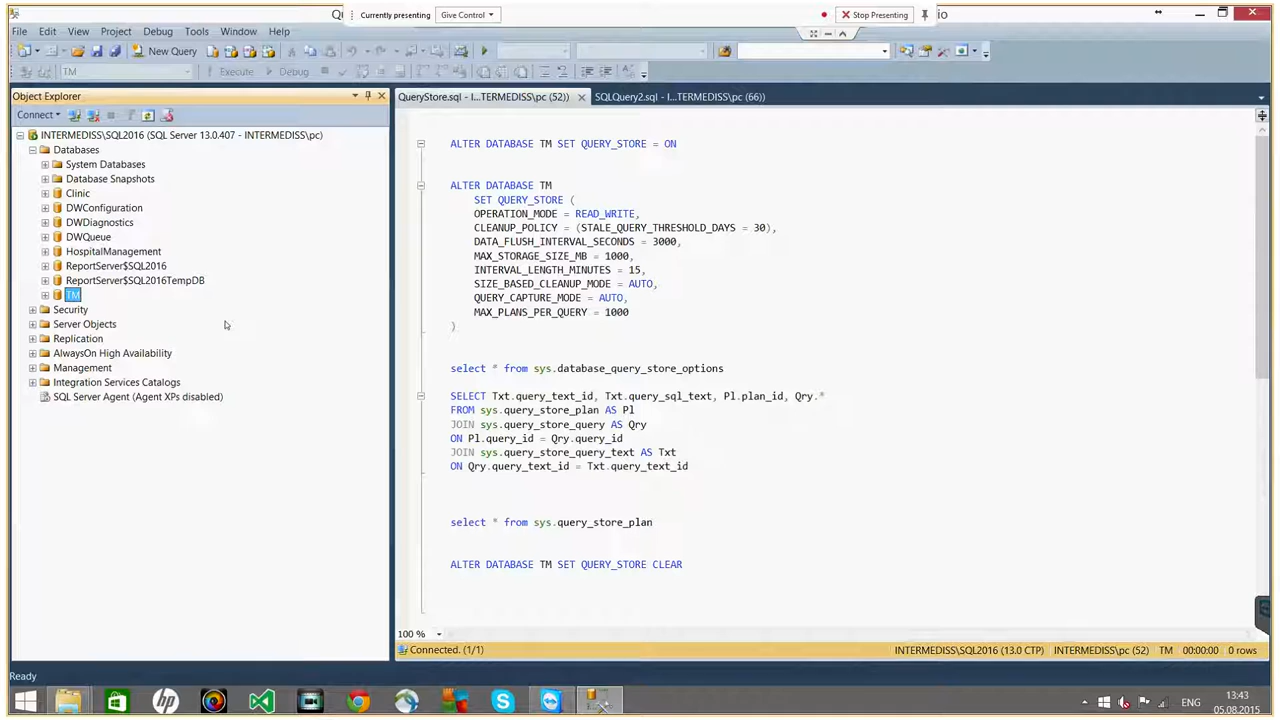 Qu
Currently presenting
Give Control
Stop Presenting
io
File Edit View Project Debug Tools Window Help
New Query
TM
Execute
Debug
Object Explorer
QueryStore.sql - I...TERMEDISS\pc (52))
SQLQuery2.sql - I...TERMEDISS\pc (66))
Connect
INTERMEDISS\SQL2016 (SQL Server 13.0.407 - INTERMEDISS\pc)
Databases
System Databases
Database Snapshots
Clinic
DWConfiguration
DWDiagnostics
DWQueue
HospitalManagement
ReportServer$SQL2016
ReportServer$SQL2016TempDB
TM
Security
Server Objects
Replication
AlwaysOn High Availability
Management
Integration Services Catalogs
SQL Server Agent (Agent XPs disabled)
ALTER DATABASE TM SET QUERY_STORE = ON
ALTER DATABASE TM
SET QUERY_STORE (
OPERATION_MODE = READ_WRITE,
CLEANUP_POLICY = (STALE_QUERY_THRESHOLD_DAYS = 30),
DATA_FLUSH_INTERVAL_SECONDS = 3000,
MAX_STORAGE_SIZE_MB = 1000,
INTERVAL_LENGTH_MINUTES = 15,
SIZE_BASED_CLEANUP_MODE = AUTO,
QUERY_CAPTURE_MODE = AUTO,
MAX_PLANS_PER_QUERY = 1000
)
select * from sys.database_query_store_options
SELECT Txt.query_text_id, Txt.query_sql_text, Pl.plan_id, Qry.*
FROM sys.query_store_plan AS Pl
JOIN sys.query_store_query AS Qry
ON Pl.query_id = Qry.query_id
JOIN sys.query_store_query_text AS Txt
ON Qry.query_text_id = Txt.query_text_id
select * from sys.query_store_plan
ALTER DATABASE TM SET QUERY_STORE CLEAR
100 %
Connected. (1/1)
INTERMEDISS\SQL2016 (13.0 CTP)
INTERMEDISS\pc (52)
TM
00:00:00
0 rows
Ready
ENG
13:43
05.08.2015